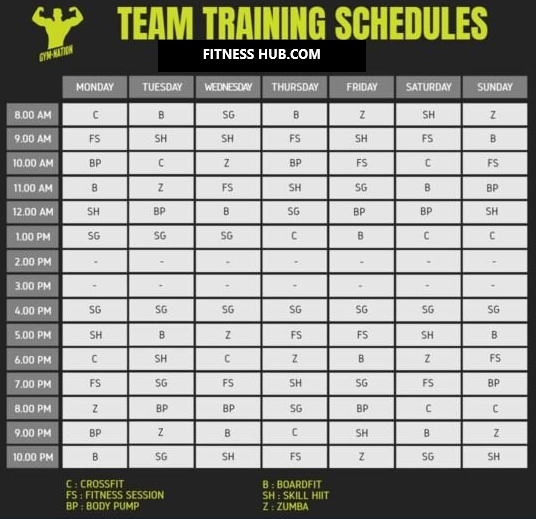 GYM-NATION
TEAM TRAINING SCHEDULES
FITNESS HUB.COM
MONDAY TUESDAY WEDNESDAY THURSDAY FRIDAY SATURDAY SUNDAY
8.00 AM C B SG B Z SH Z
9.00 AM FS SH SH FS SH FS B
10.00 AM BP C Z BP FS C FS
11.00 AM B Z FS SH SG B BP
12.00 AM SH BP B SG BP BP SH
1.00 PM SG SG SG C B C C
2.00 PM - - - - - - -
3.00 PM - - - - - - -
4.00 PM SG SG SG SG SG SG SG
5.00 PM SH B Z FS FS SH B
6.00 PM C SH C Z B Z FS
7.00 PM FS SG FS SH SG FS BP
8.00 PM Z BP BP SG BP C C
9.00 PM BP Z B C SH B Z
10.00 PM B SG SH FS Z SG SH
C : CROSSFIT B : BOARDFIT
FS : FITNESS SESSION SH : SKILL HIIT
BP : BODY PUMP Z : ZUMBA